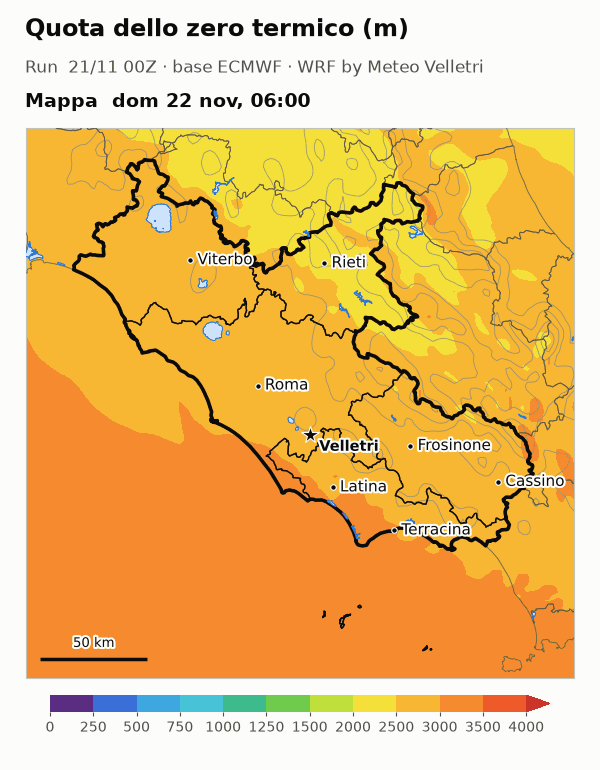 Quota dello zero termico (m)
Run 21/11 00Z · base ECMWF · WRF by Meteo Velletri
Mappa dom 22 nov, 06:00
Viterbo
Rieti
Roma
Velletri
Frosinone
Cassino
Latina
Terracina
50 km
0 250 500 750 1000 1250 1500 2000 2500 3000 3500 4000